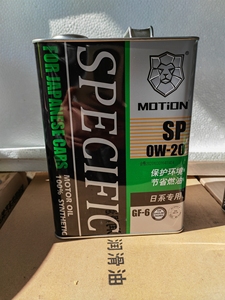 MOTION
SP
0W-20
保护环境
节省燃油
日系专用
GF-6
SPECIFIC
FOR JAPANESE CARS
MOTOR OIL
100% SYNTHETIC
润滑油